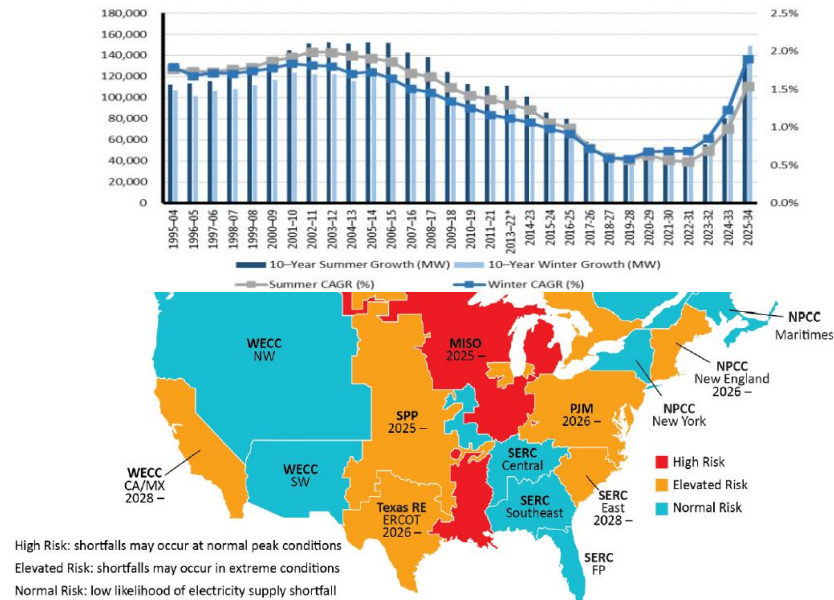 180,000
160,000
140,000
120,000
100,000
80,000
60,000
40,000
20,000
0
2.5%
2.0%
1.5%
1.0%
0.5%
0.0%
1995–04
1996–05
1997–06
1998–07
1999–08
2000–09
2001–10
2002–11
2003–12
2004–13
2005–14
2006–15
2007–16
2008–17
2009–18
2010–19
2011–21
2013–22*
2014-23
2015-24
2016-25
2017-26
2018-27
2019-28
2020-29
2021-30
2022-31
2023-32
2024-33
2025-34
10–Year Summer Growth (MW)
10–Year Winter Growth (MW)
Summer CAGR (%)
Winter CAGR (%)
WECC
NW
MISO
2025 –
NPCC
Maritimes
NPCC
New England
2026 –
SPP
2025 –
PJM
2026 –
NPCC
New York
WECC
CA/MX
2028 –
WECC
SW
SERC
Central
High Risk
Elevated Risk
Normal Risk
Texas RE
ERCOT
2026 –
SERC
Southeast
SERC
East
2028 –
SERC
FP
High Risk: shortfalls may occur at normal peak conditions
Elevated Risk: shortfalls may occur in extreme conditions
Normal Risk: low likelihood of electricity supply shortfall